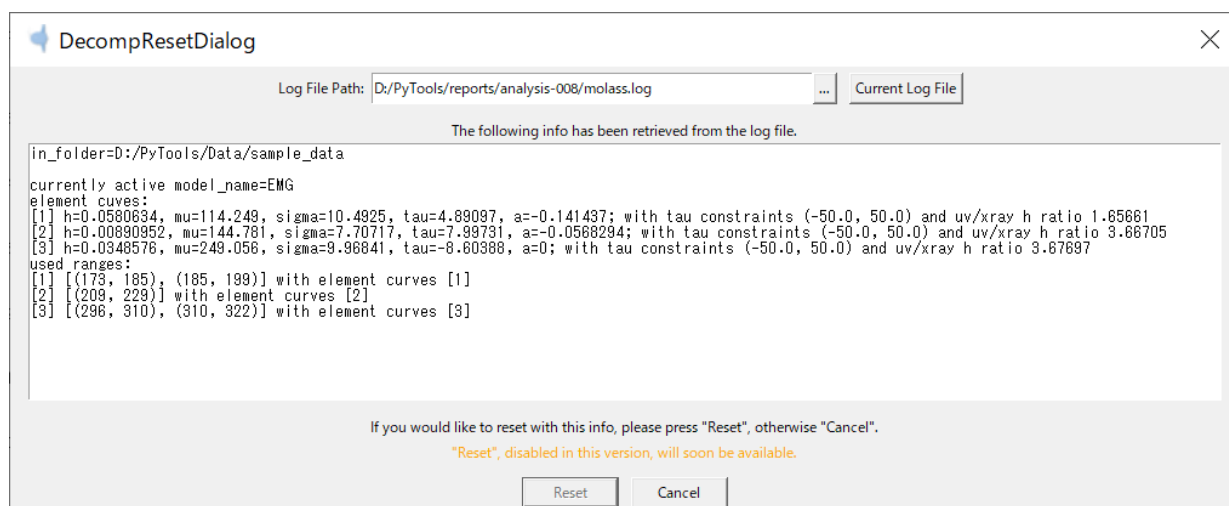 DecompResetDialog
Log File Path: D:/PyTools/reports/analysis-008/molass.log ... Current Log File
The following info has been retrieved from the log file.
in_folder=D:/PyTools/Data/sample_data
currently active model_name=EMG
element cuves:
[1] h=0.0580634, mu=114.249, sigma=10.4925, tau=4.89097, a=-0.141437; with tau constraints (-50.0, 50.0) and uv/xray h ratio 1.65661
[2] h=0.00890952, mu=144.781, sigma=7.70717, tau=7.99731, a=-0.0568294; with tau constraints (-50.0, 50.0) and uv/xray h ratio 3.66705
[3] h=0.0348576, mu=249.056, sigma=9.96841, tau=-8.60388, a=0; with tau constraints (-50.0, 50.0) and uv/xray h ratio 3.67697
used ranges:
[1] [(173, 185), (185, 199)] with element curves [1]
[2] [(209, 229)] with element curves [2]
[3] [(296, 310), (310, 322)] with element curves [3]
If you would like to reset with this info, please press "Reset", otherwise "Cancel".
"Reset", disabled in this version, will soon be available.
Reset Cancel